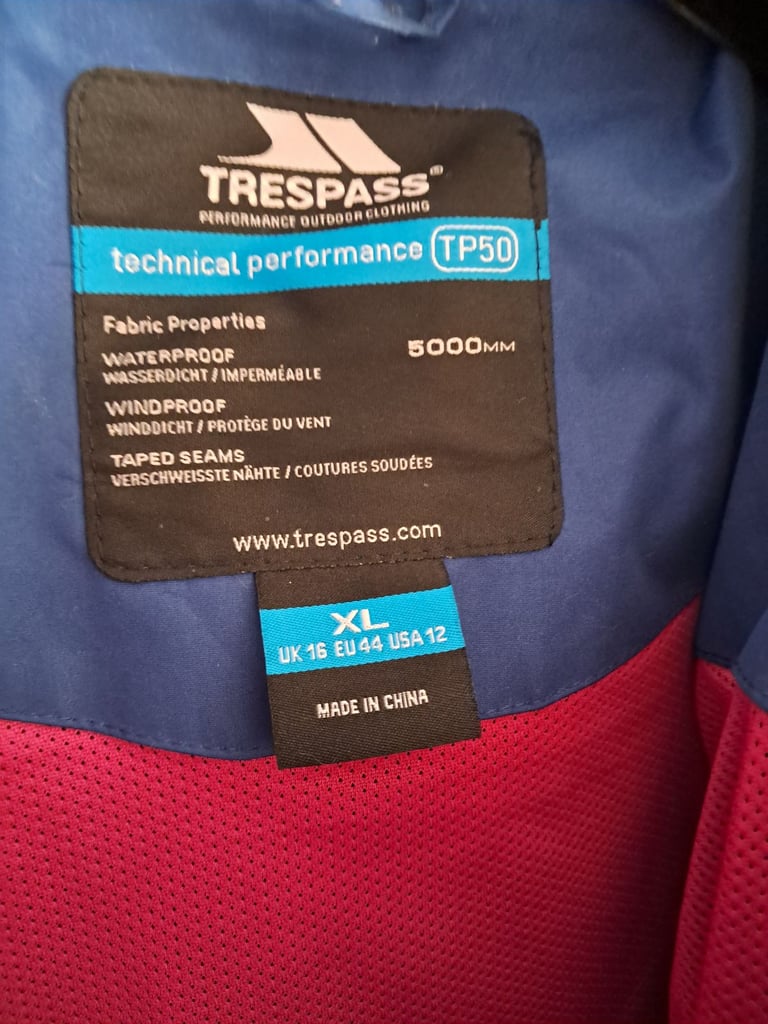 TRESPASS
PERFORMANCE OUTDOOR CLOTHING
technical performance TP50
Fabric Properties
WATERPROOF 5000MM
WASSERDICHT / IMPERMÉABLE
WINDPROOF
WINDDICHT / PROTÈGE DU VENT
TAPED SEAMS
VERSCHWEISSTE NÄHTE / COUTURES SOUDÉES
www.trespass.com
XL
UK 16 EU 44 USA 12
MADE IN CHINA